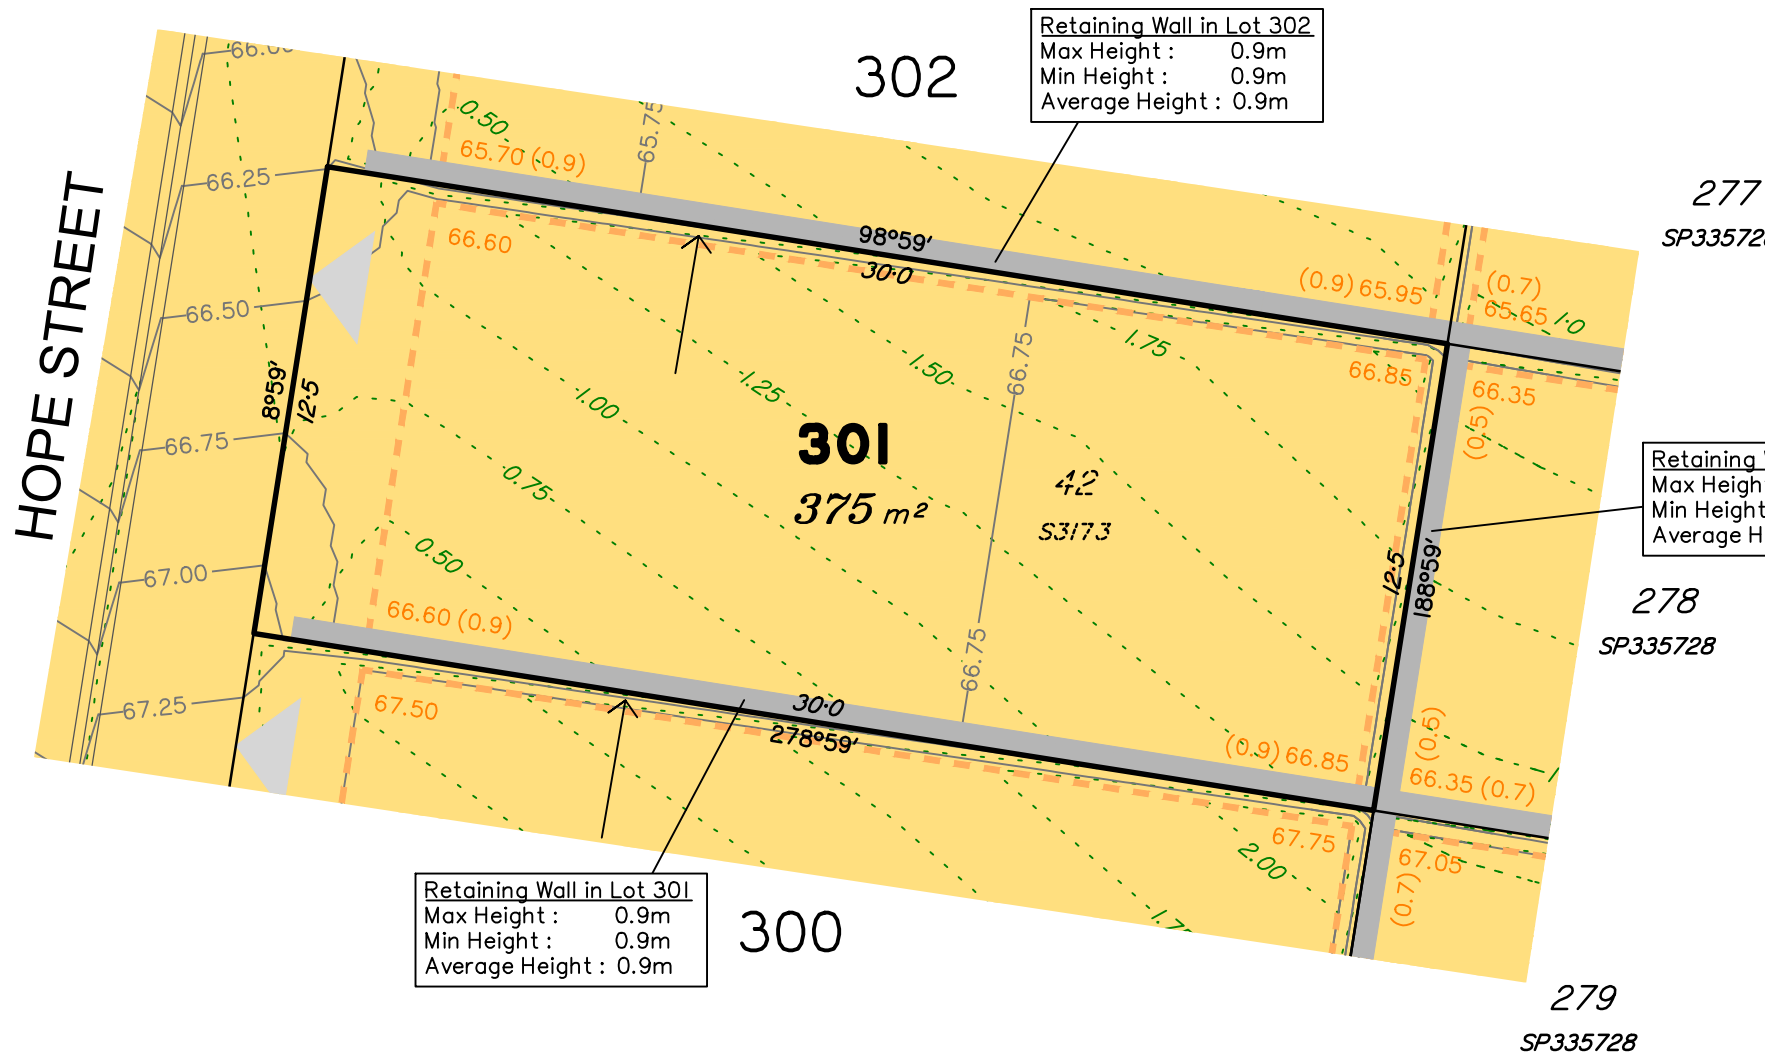 302
Retaining Wall in Lot 302
Max Height : 0.9m
Min Height : 0.9m
Average Height : 0.9m
277
HOPE STREET
66.25
66.50
66.75
67.00
67.25
0.50
65.70 (0.9)
65.75
66.60
98°59'
30·0
(0.9) 65.95
(0.7)
65.65
1·0
66.85
66.35
(0.5)
8°59'
12·5
1.00
1.25
1.50
1.75
66.75
0.75
0.50
301
375 m²
42
S3173
66.75
12·5
188°59'
Retaining
Max
Min Height
Average
278
SP335728
66.60 (0.9)
67.50
30·0
278°59'
(0.9) 66.85
(0.5)
66.35 (0.7)
67.75
67.05
(0.7)
2.00
Retaining Wall in Lot 301
Max Height : 0.9m
Min Height : 0.9m
Average Height : 0.9m
300
279
SP335728